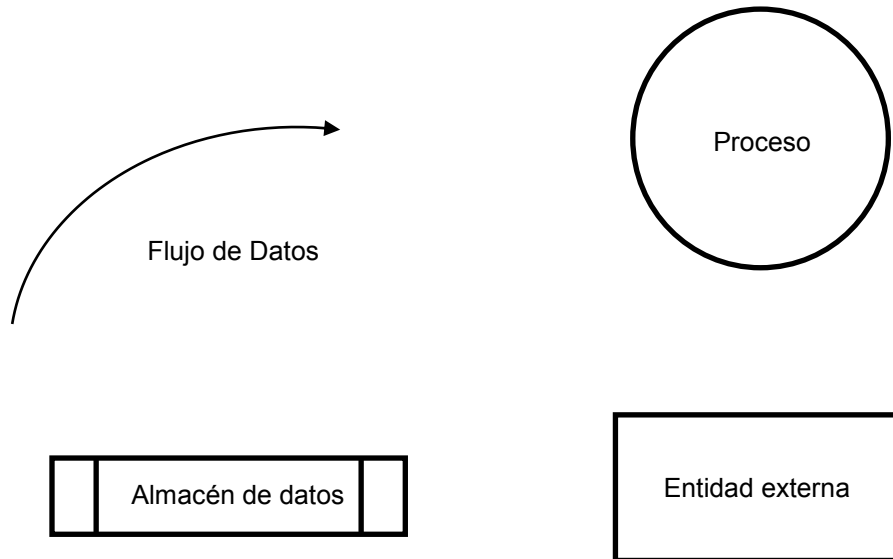 Proceso
Flujo de Datos
Almacén de datos
Entidad externa